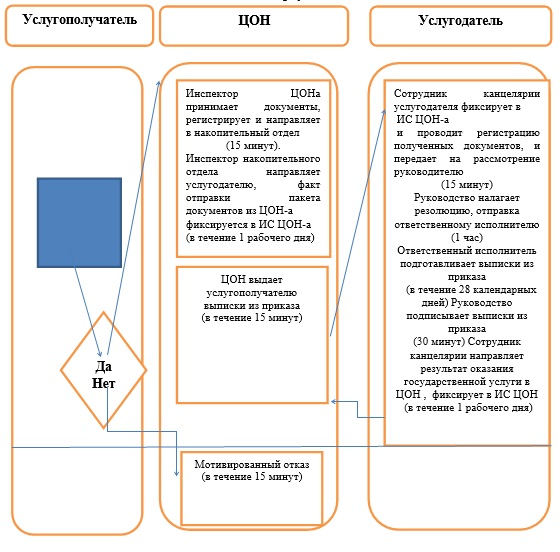 Услугополучатель
ЦОН
Услугодатель
Инспектор ЦОНа
принимает документы,
регистрирует и направляет
в накопительный отдел
(15 минут).
Инспектор накопительного
отдела направляет
услугодателю, факт
отправки пакета
документов из ЦОН-а
фиксируется в ИС ЦОН-а
(в течение 1 рабочего дня)
ЦОН выдает
услугополучателю
выписки из приказа
(в течение 15 минут)
Да
Нет
Мотивированный отказ
(в течение 15 минут)
Сотрудник канцелярии
услугодателя фиксирует в
ИС ЦОН-а
и проводит регистрацию
полученных документов, и
передает на рассмотрение
руководителю
(15 минут)
Руководство налагает
резолюцию, отправка
ответственному исполнителю
(1 час)
Ответственный исполнитель
подготавливает выписки из
приказа
(в течение 28 календарных
дней) Руководство
подписывает выписки из
приказа
(30 минут) Сотрудник
канцелярии направляет
результат оказания
государственной услуги в
ЦОН , фиксирует в ИС ЦОН
(в течение 1 рабочего дня)